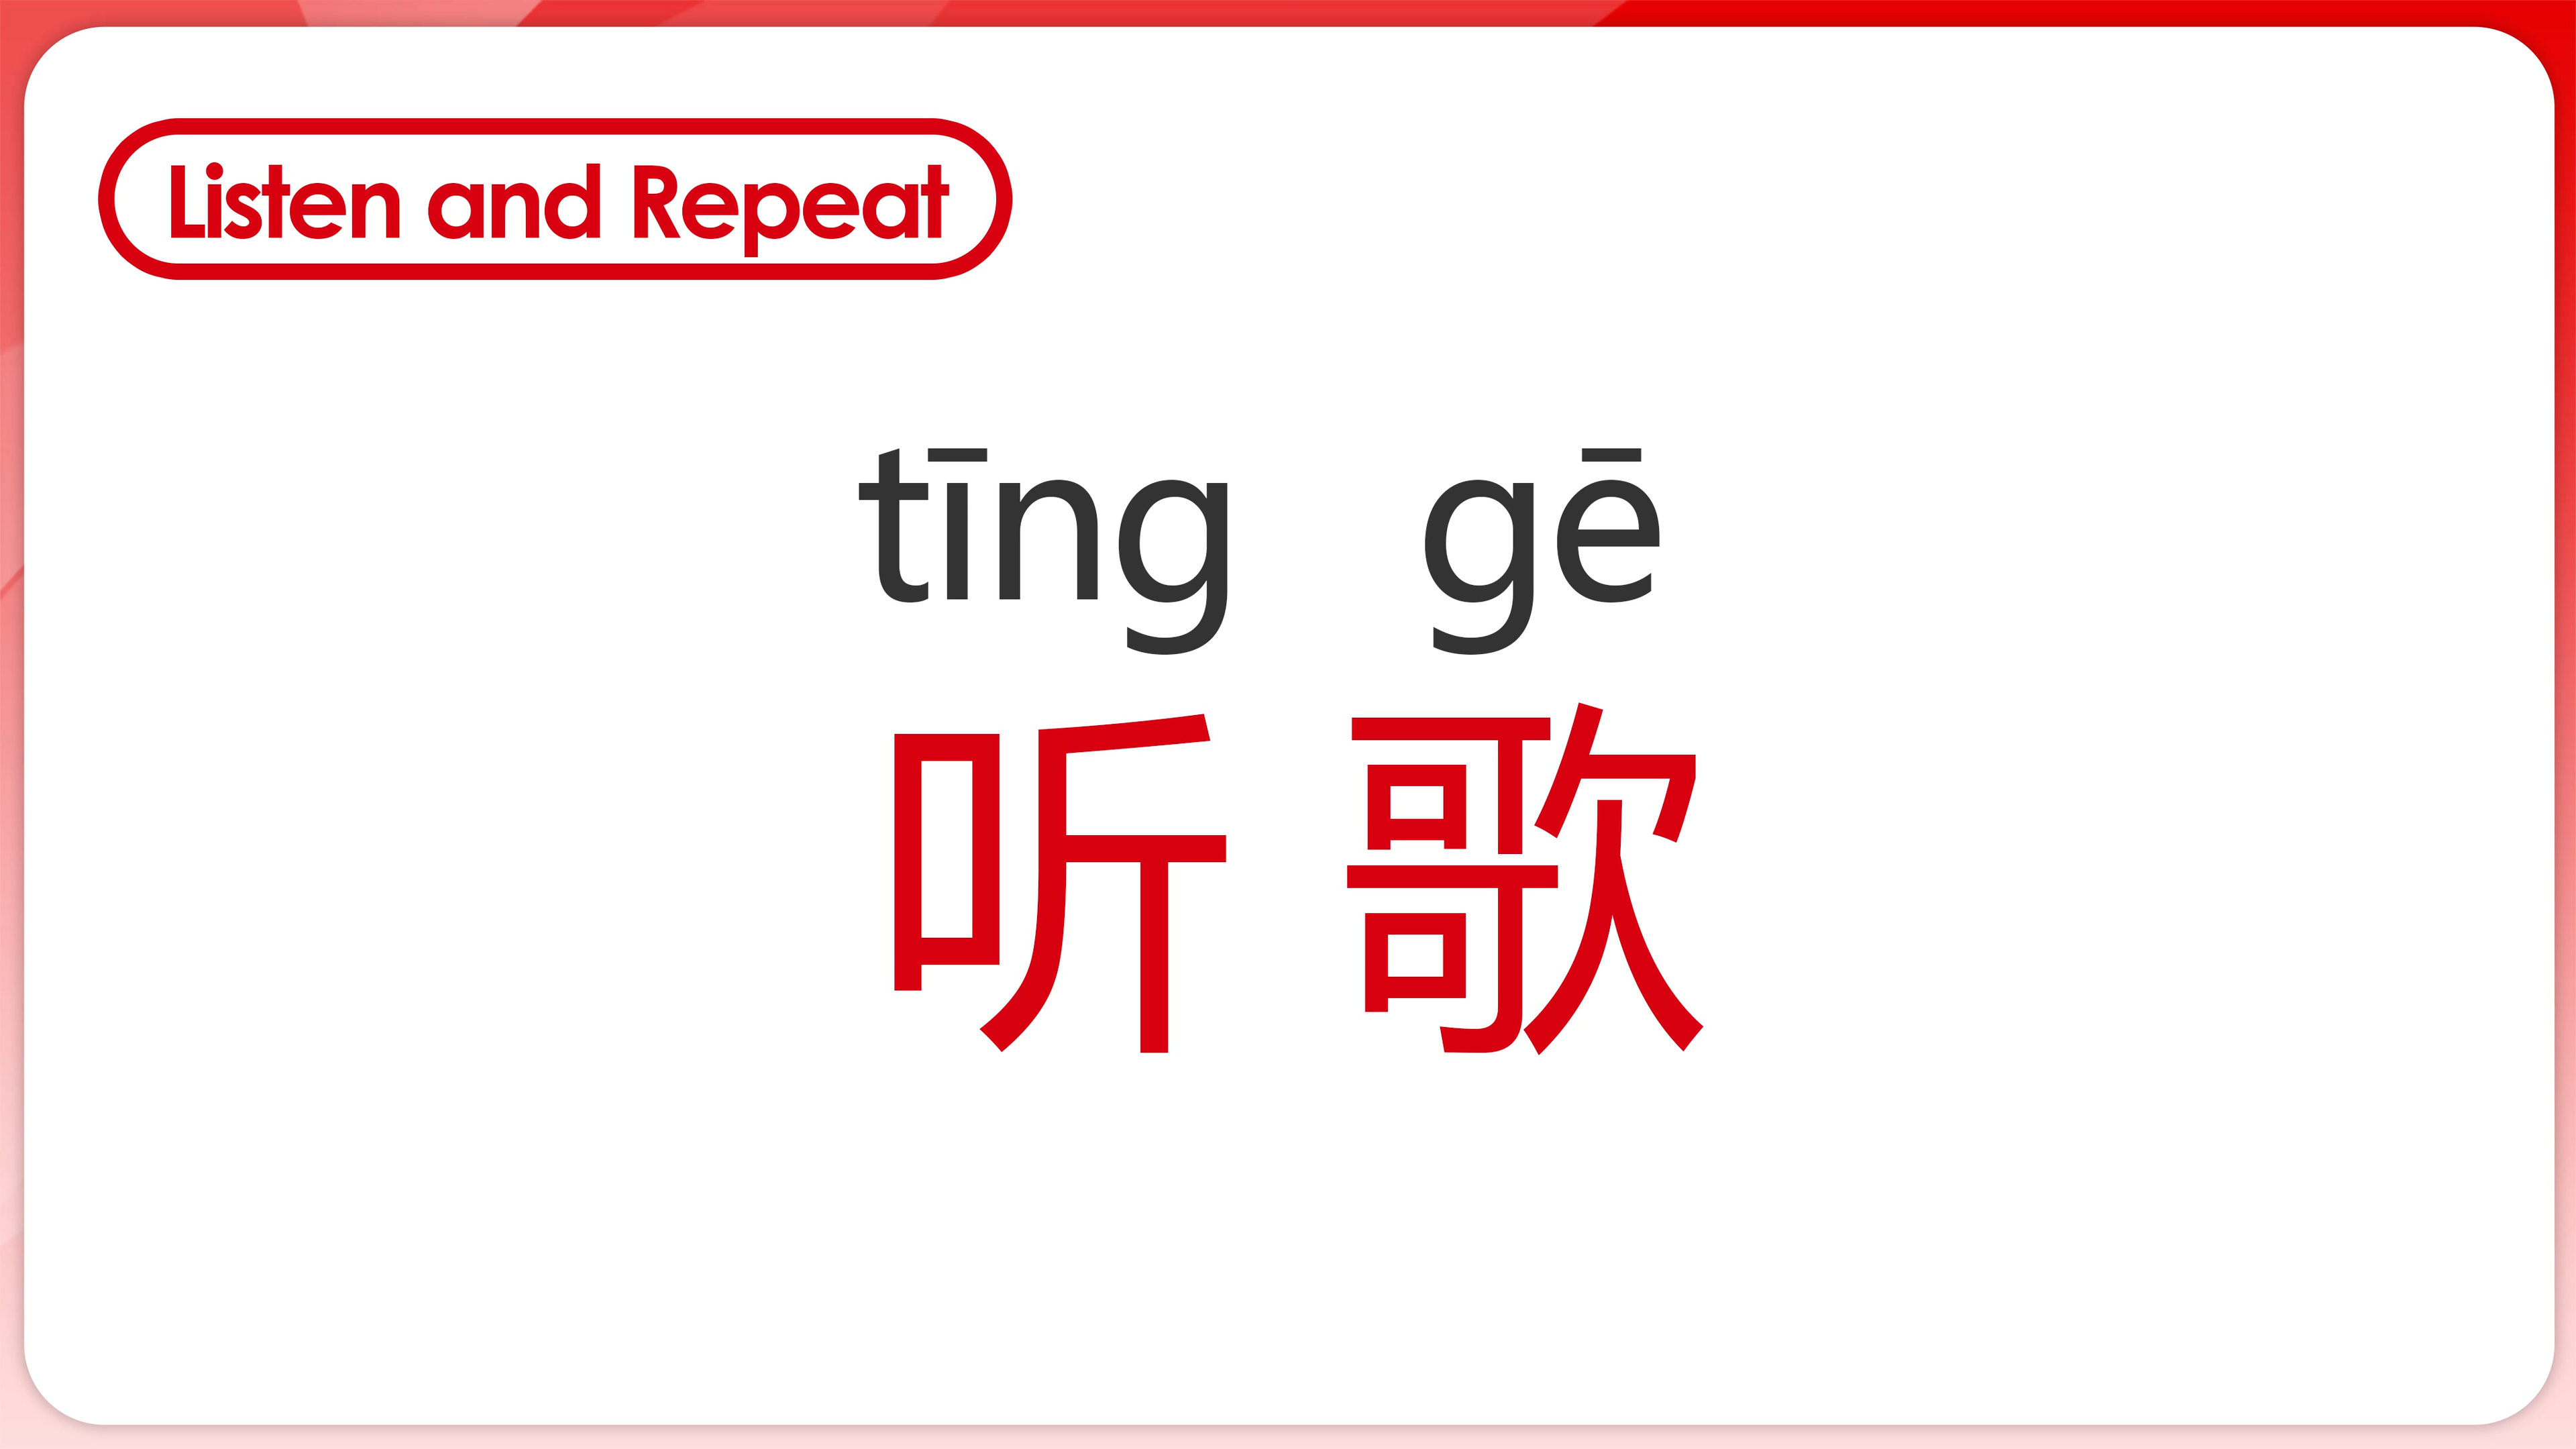 Listen and Repeat
tīng gē
听歌